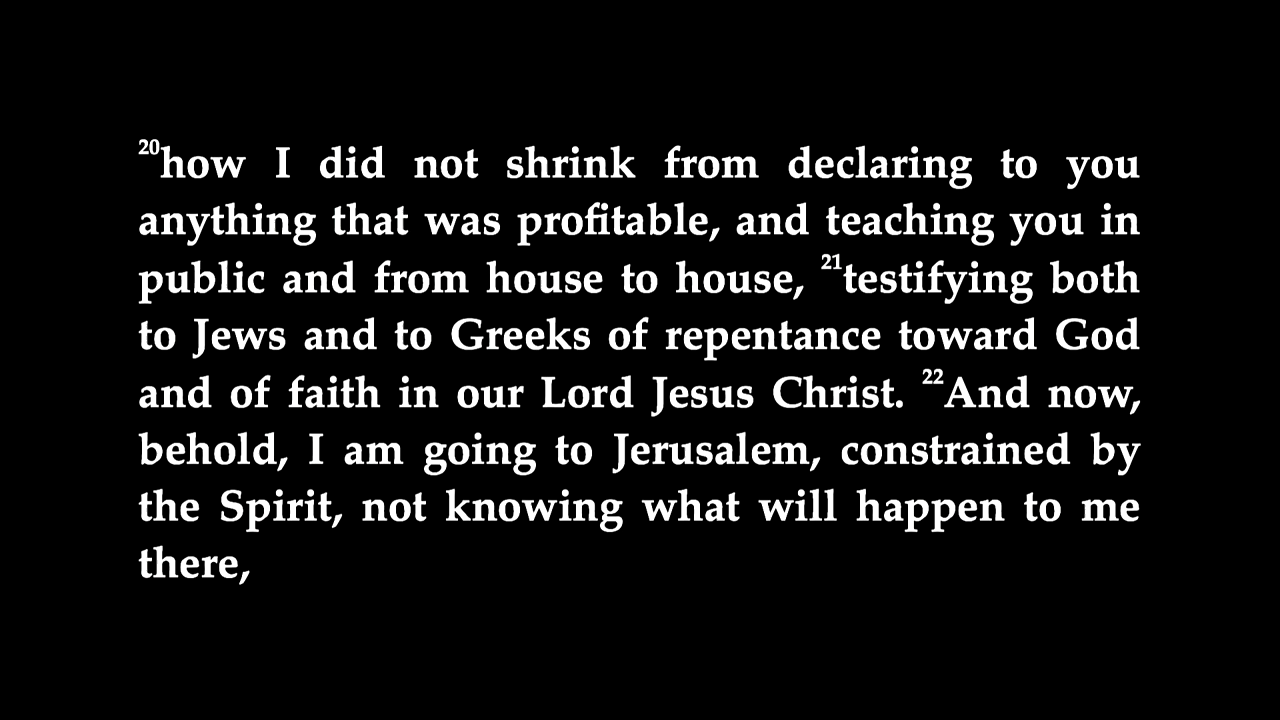 20how I did not shrink from declaring to you
anything that was profitable, and teaching you in
public and from house to house, 21testifying both
to Jews and to Greeks of repentance toward God
and of faith in our Lord Jesus Christ. 22And now,
behold, I am going to Jerusalem, constrained by
the Spirit, not knowing what will happen to me
there,